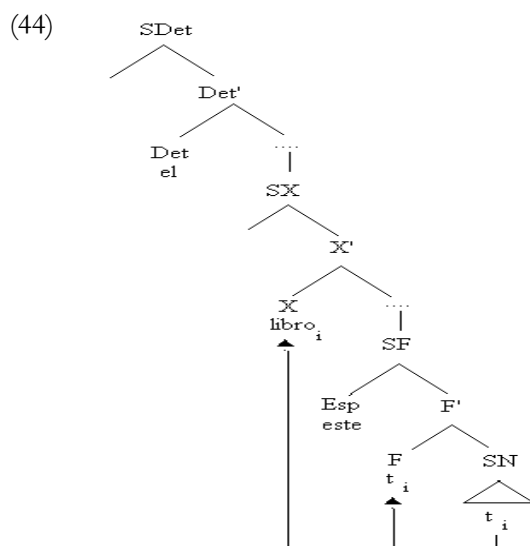 (44)
SDet
Det'
Det ....
el
SX
X'
X ....
libro i
SF
Esp F'
este
F SN
t i
t i